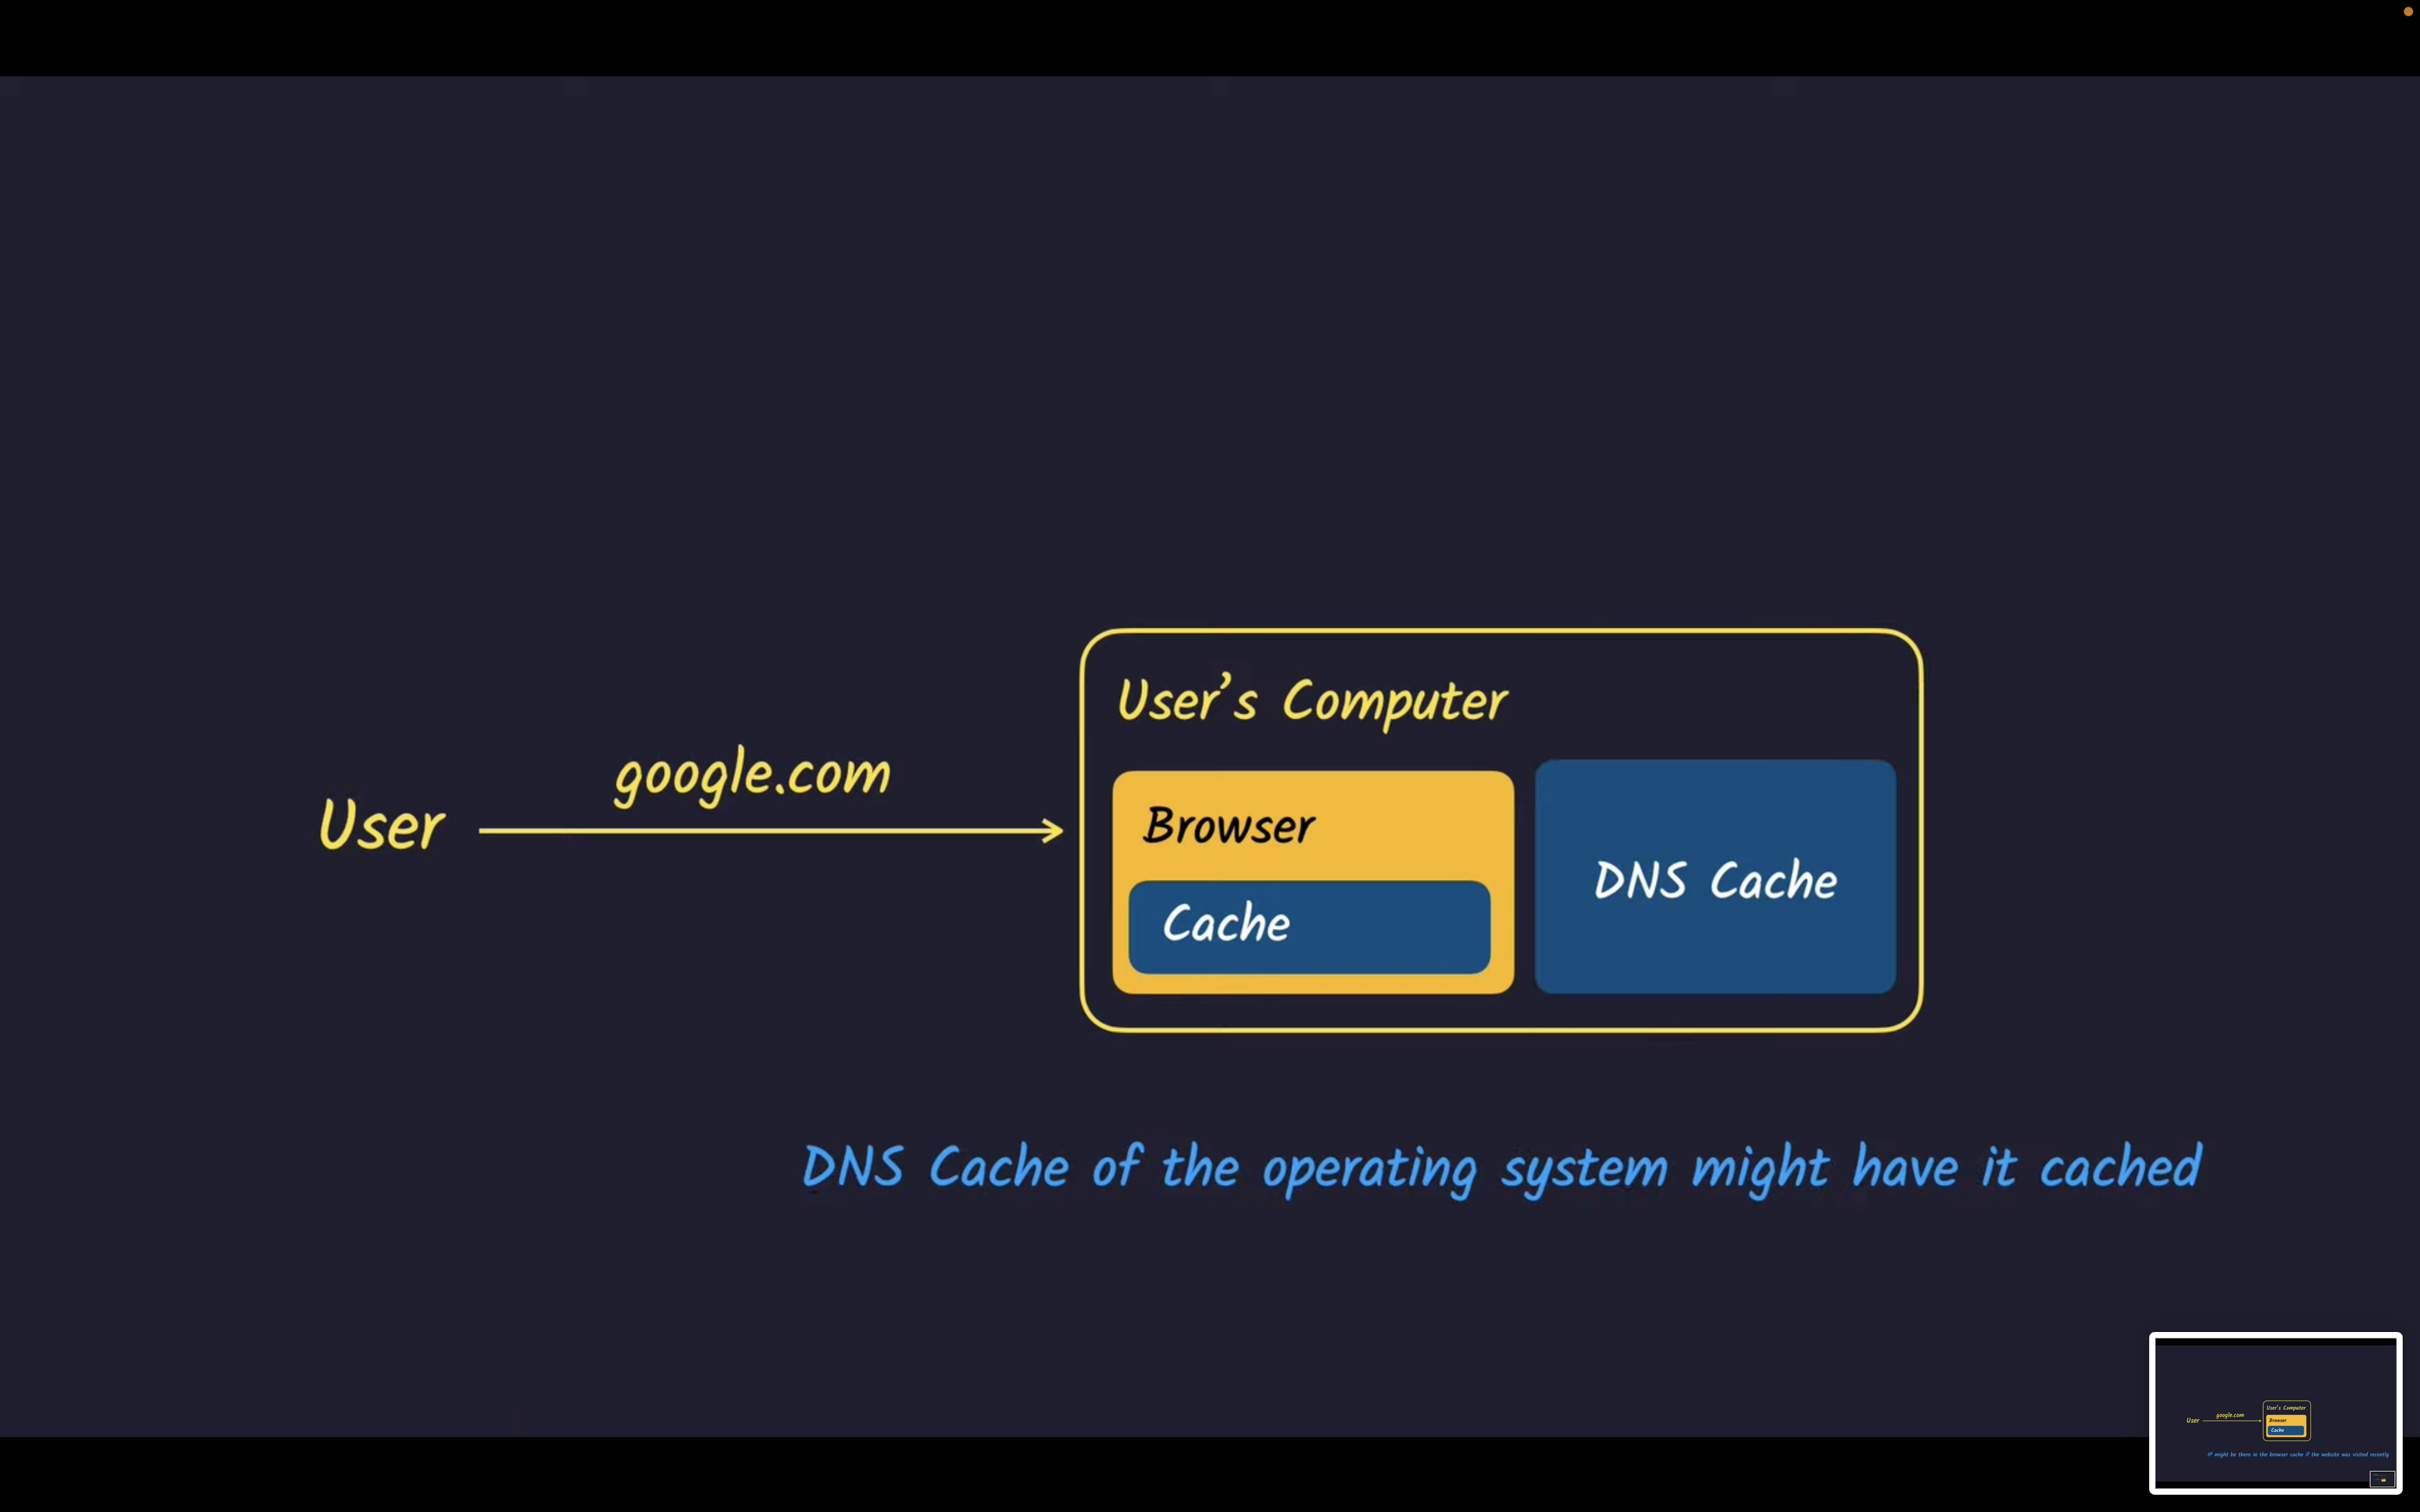 User's Computer
google.com
User
Browser
DNS Cache
Cache
DNS Cache of the operating system might have it cached
User's Computer
google.com
User
Browser
Cache
IP might be there in the browser cache if the website was visited recently